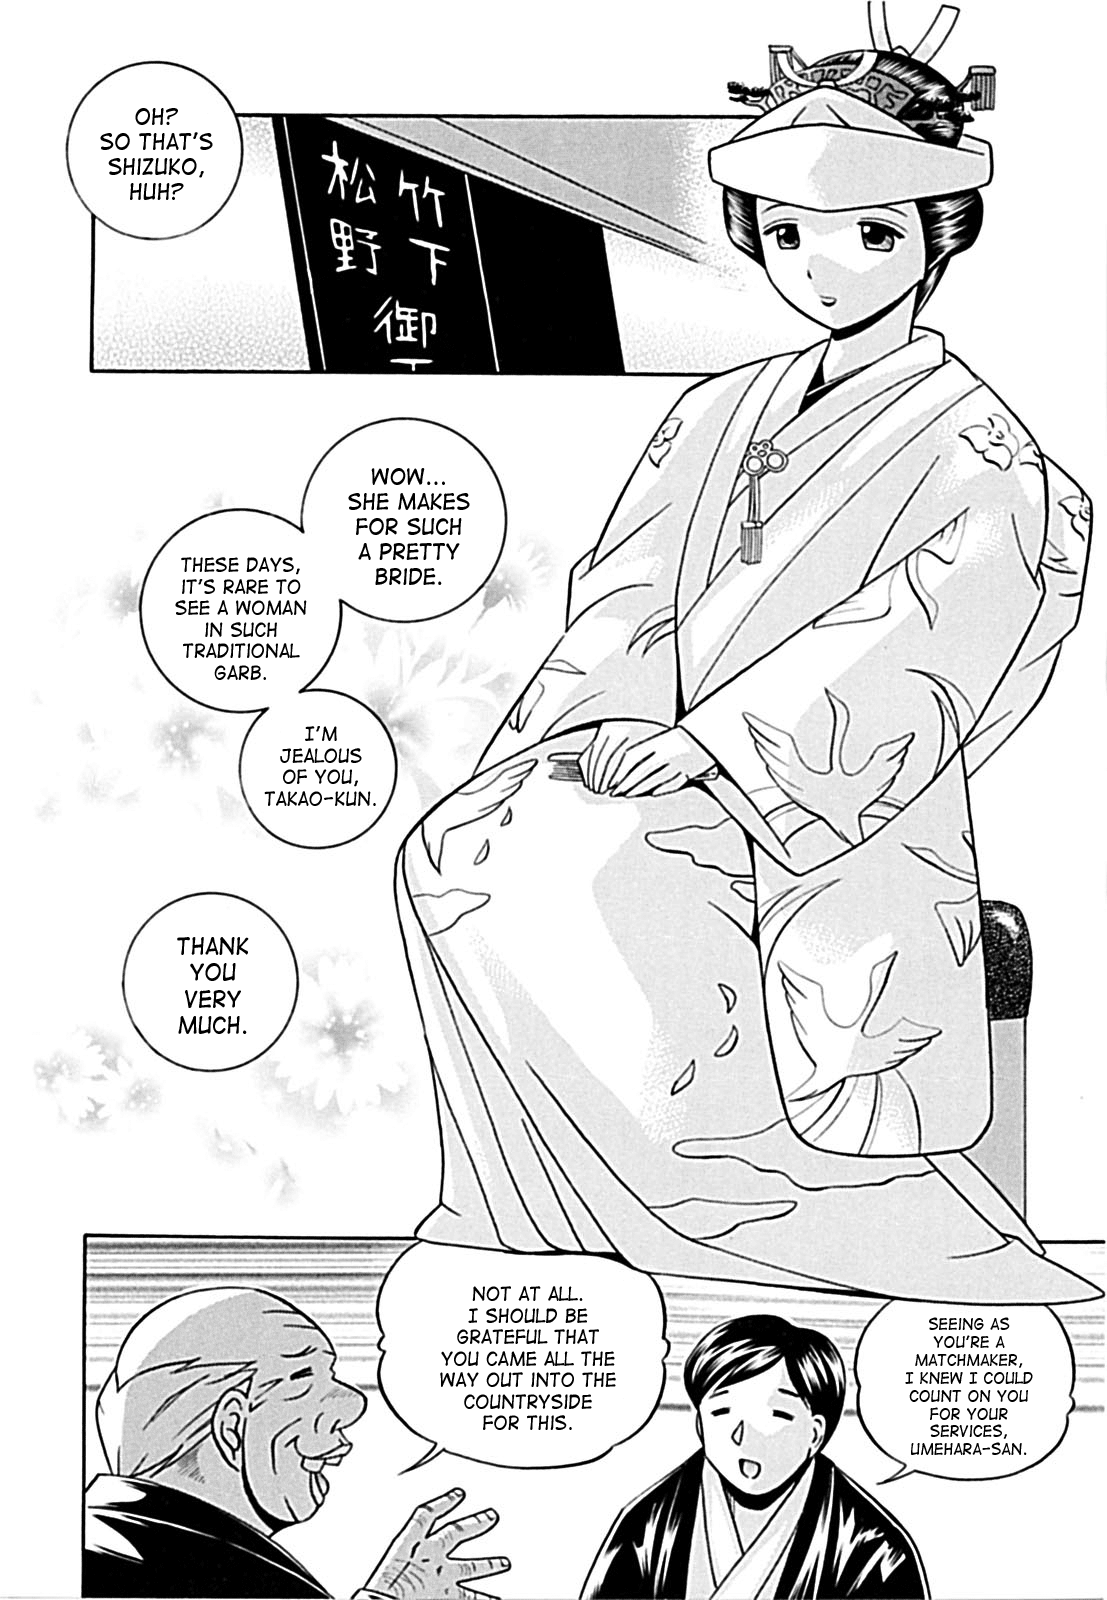 OH?
SO THAT'S
SHIZUKO,
HUH?
竹下御
松野
WOW...
SHE MAKES
FOR SUCH
A PRETTY
BRIDE.
THESE DAYS,
IT'S RARE TO
SEE A WOMAN
IN SUCH
TRADITIONAL
GARB.
I'M
JEALOUS
OF YOU,
TAKAO-KUN.
THANK
YOU
VERY
MUCH.
NOT AT ALL.
I SHOULD BE
GRATEFUL THAT
YOU CAME ALL THE
WAY OUT INTO THE
COUNTRYSIDE
FOR THIS.
SEEING AS
YOU'RE A
MATCHMAKER,
I KNEW I COULD
COUNT ON YOU
FOR YOUR
SERVICES,
UMEHARA-SAN.